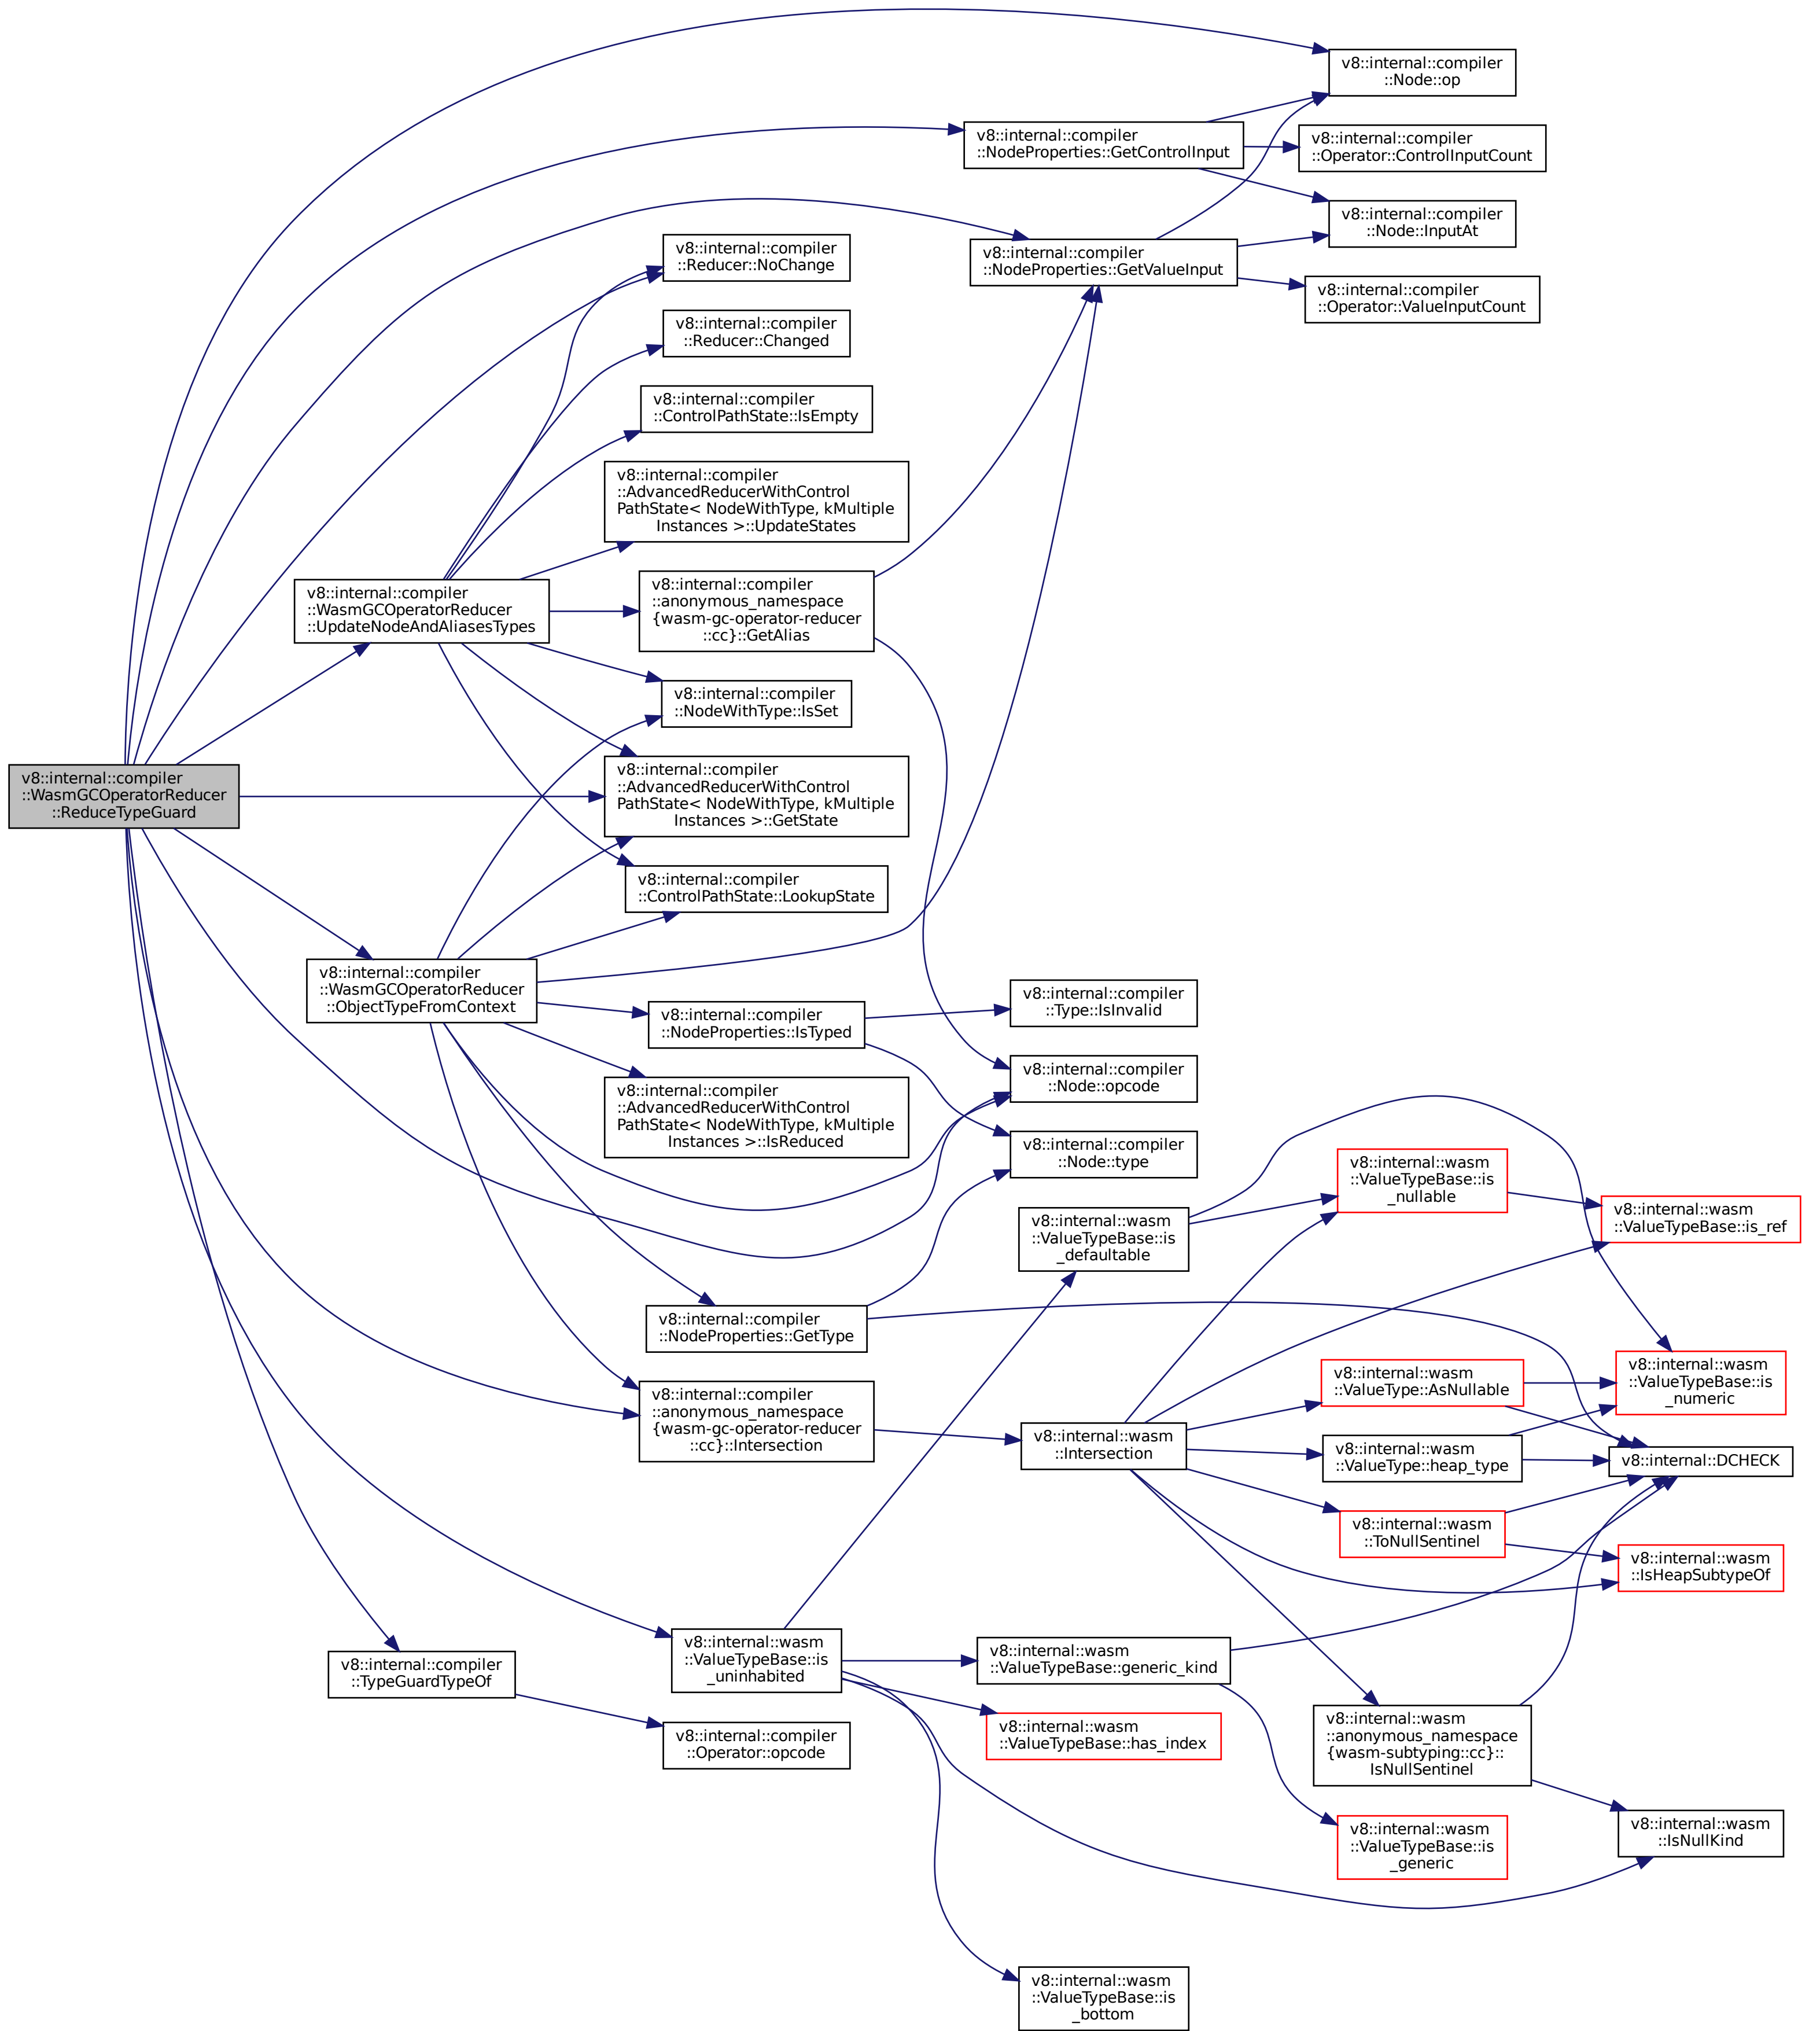 v8::internal::compiler
::Node::op
v8::internal::compiler
::NodeProperties::GetControlInput
v8::internal::compiler
::Operator::ControlInputCount
v8::internal::compiler
::Node::InputAt
v8::internal::compiler
::Reducer::NoChange
v8::internal::compiler
::NodeProperties::GetValueInput
v8::internal::compiler
::Operator::ValueInputCount
v8::internal::compiler
::Reducer::Changed
v8::internal::compiler
::ControlPathState::IsEmpty
v8::internal::compiler
::AdvancedReducerWithControl
PathState< NodeWithType, kMultiple
Instances >::UpdateStates
v8::internal::compiler
::WasmGCOperatorReducer
::UpdateNodeAndAliasesTypes
v8::internal::compiler
::anonymous_namespace
{wasm-gc-operator-reducer
::cc}::GetAlias
v8::internal::compiler
::NodeWithType::IsSet
v8::internal::compiler
::WasmGCOperatorReducer
::ReduceTypeGuard
v8::internal::compiler
::AdvancedReducerWithControl
PathState< NodeWithType, kMultiple
Instances >::GetState
v8::internal::compiler
::ControlPathState::LookupState
v8::internal::compiler
::WasmGCOperatorReducer
::ObjectTypeFromContext
v8::internal::compiler
::NodeProperties::IsTyped
v8::internal::compiler
::Type::IsInvalid
v8::internal::compiler
::AdvancedReducerWithControl
PathState< NodeWithType, kMultiple
Instances >::IsReduced
v8::internal::compiler
::Node::opcode
v8::internal::compiler
::Node::type
v8::internal::wasm
::ValueTypeBase::is
_defaultable
v8::internal::wasm
::ValueTypeBase::is
_nullable
v8::internal::wasm
::ValueTypeBase::is_ref
v8::internal::compiler
::NodeProperties::GetType
v8::internal::compiler
::anonymous_namespace
{wasm-gc-operator-reducer
::cc}::Intersection
v8::internal::wasm
::Intersection
v8::internal::wasm
::ValueType::AsNullable
v8::internal::wasm
::ValueTypeBase::is
_numeric
v8::internal::wasm
::ValueType::heap_type
v8::internal::DCHECK
v8::internal::wasm
::ToNullSentinel
v8::internal::wasm
::IsHeapSubtypeOf
v8::internal::compiler
::TypeGuardTypeOf
v8::internal::wasm
::ValueTypeBase::is
_uninhabited
v8::internal::wasm
::ValueTypeBase::generic_kind
v8::internal::compiler
::Operator::opcode
v8::internal::wasm
::ValueTypeBase::has_index
v8::internal::wasm
::anonymous_namespace
{wasm-subtyping::cc}::
IsNullSentinel
v8::internal::wasm
::ValueTypeBase::is
_generic
v8::internal::wasm
::IsNullKind
v8::internal::wasm
::ValueTypeBase::is
_bottom